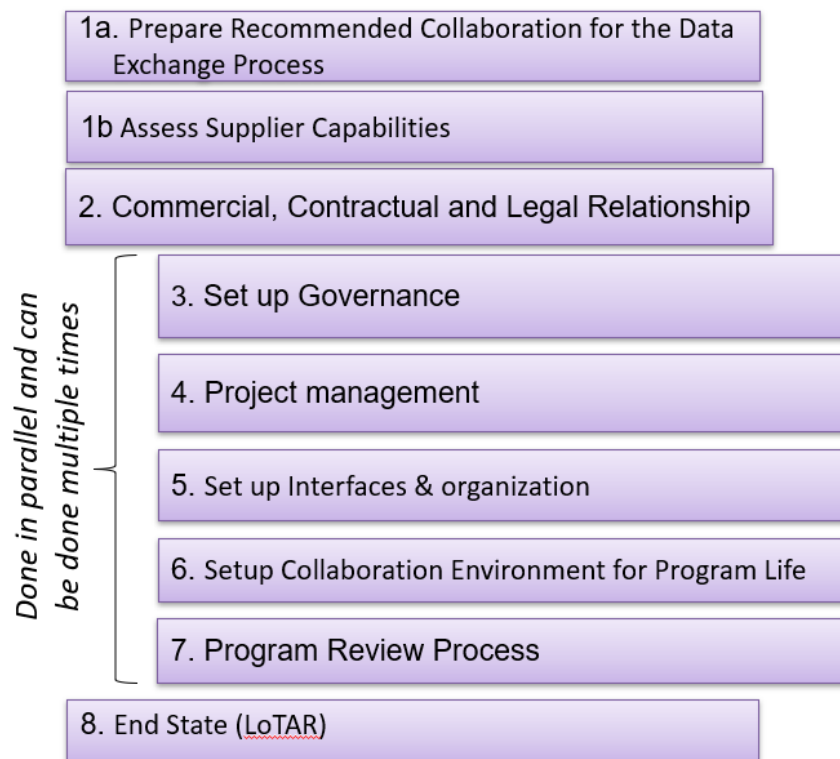 1a. Prepare Recommended Collaboration for the Data
Exchange Process
1b Assess Supplier Capabilities
2. Commercial, Contractual and Legal Relationship
Done in parallel and can
be done multiple times
3. Set up Governance
4. Project management
5. Set up Interfaces & organization
6. Setup Collaboration Environment for Program Life
7. Program Review Process
8. End State (LoTAR)